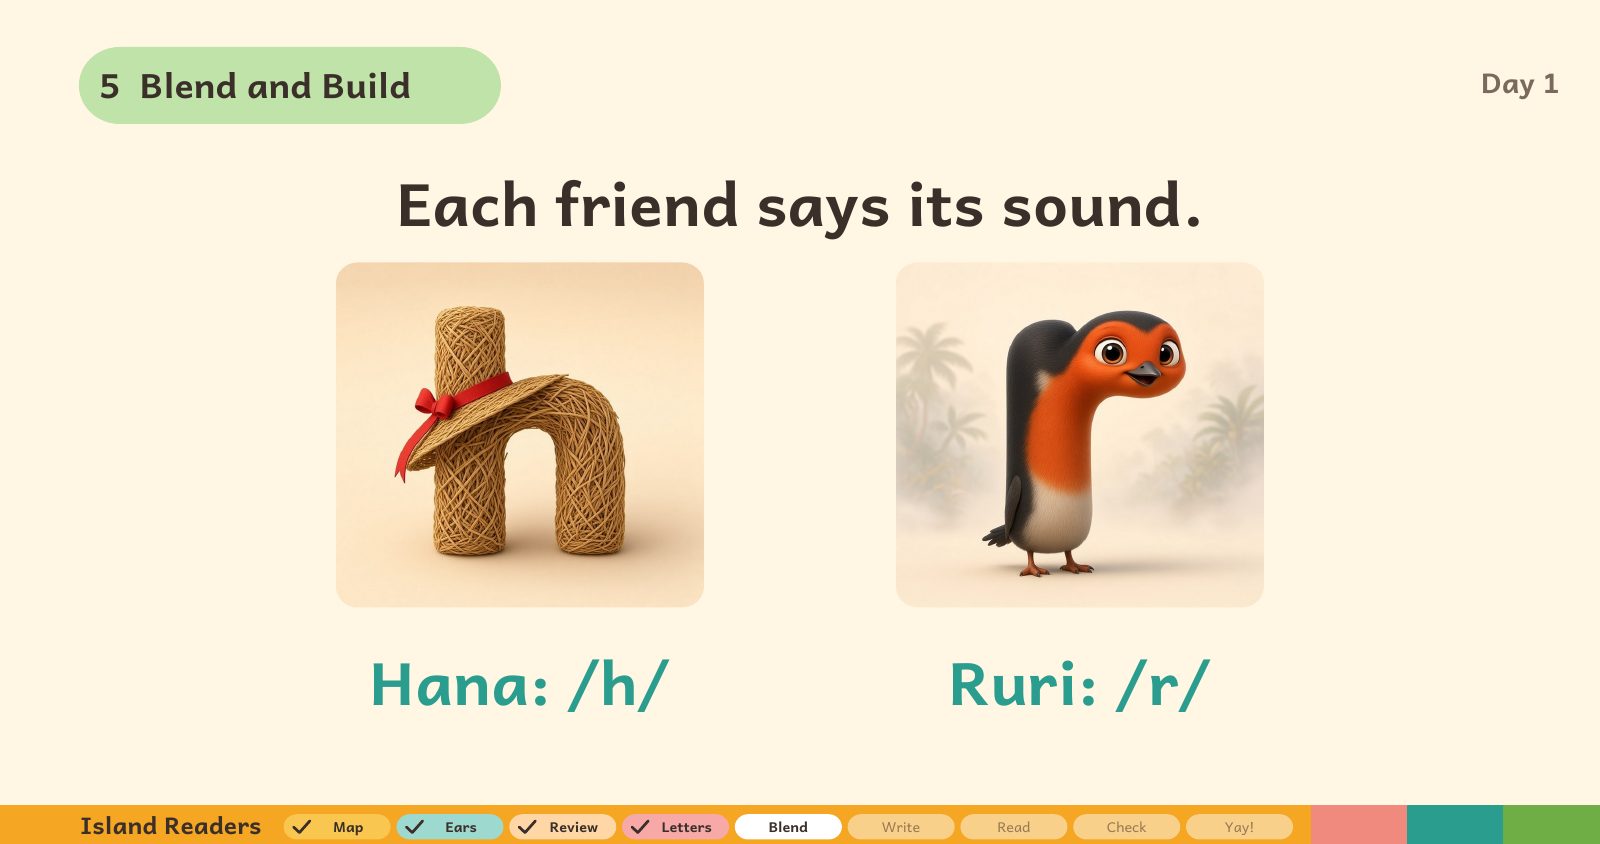 5 Blend and Build
Day 1
Each friend says its sound.
Hana: /h/
Ruri: /r/
Island Readers
Map
Ears
Review
Letters
Blend
Write
Read
Check
Yay!